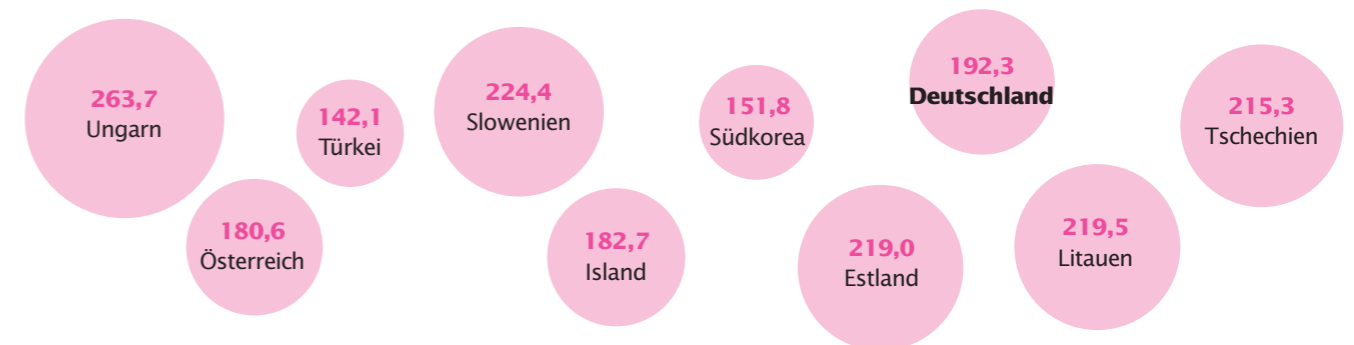 263,7
Ungarn
180,6
Österreich
142,1
Türkei
224,4
Slowenien
182,7
Island
151,8
Südkorea
192,3
Deutschland
219,0
Estland
219,5
Litauen
215,3
Tschechien